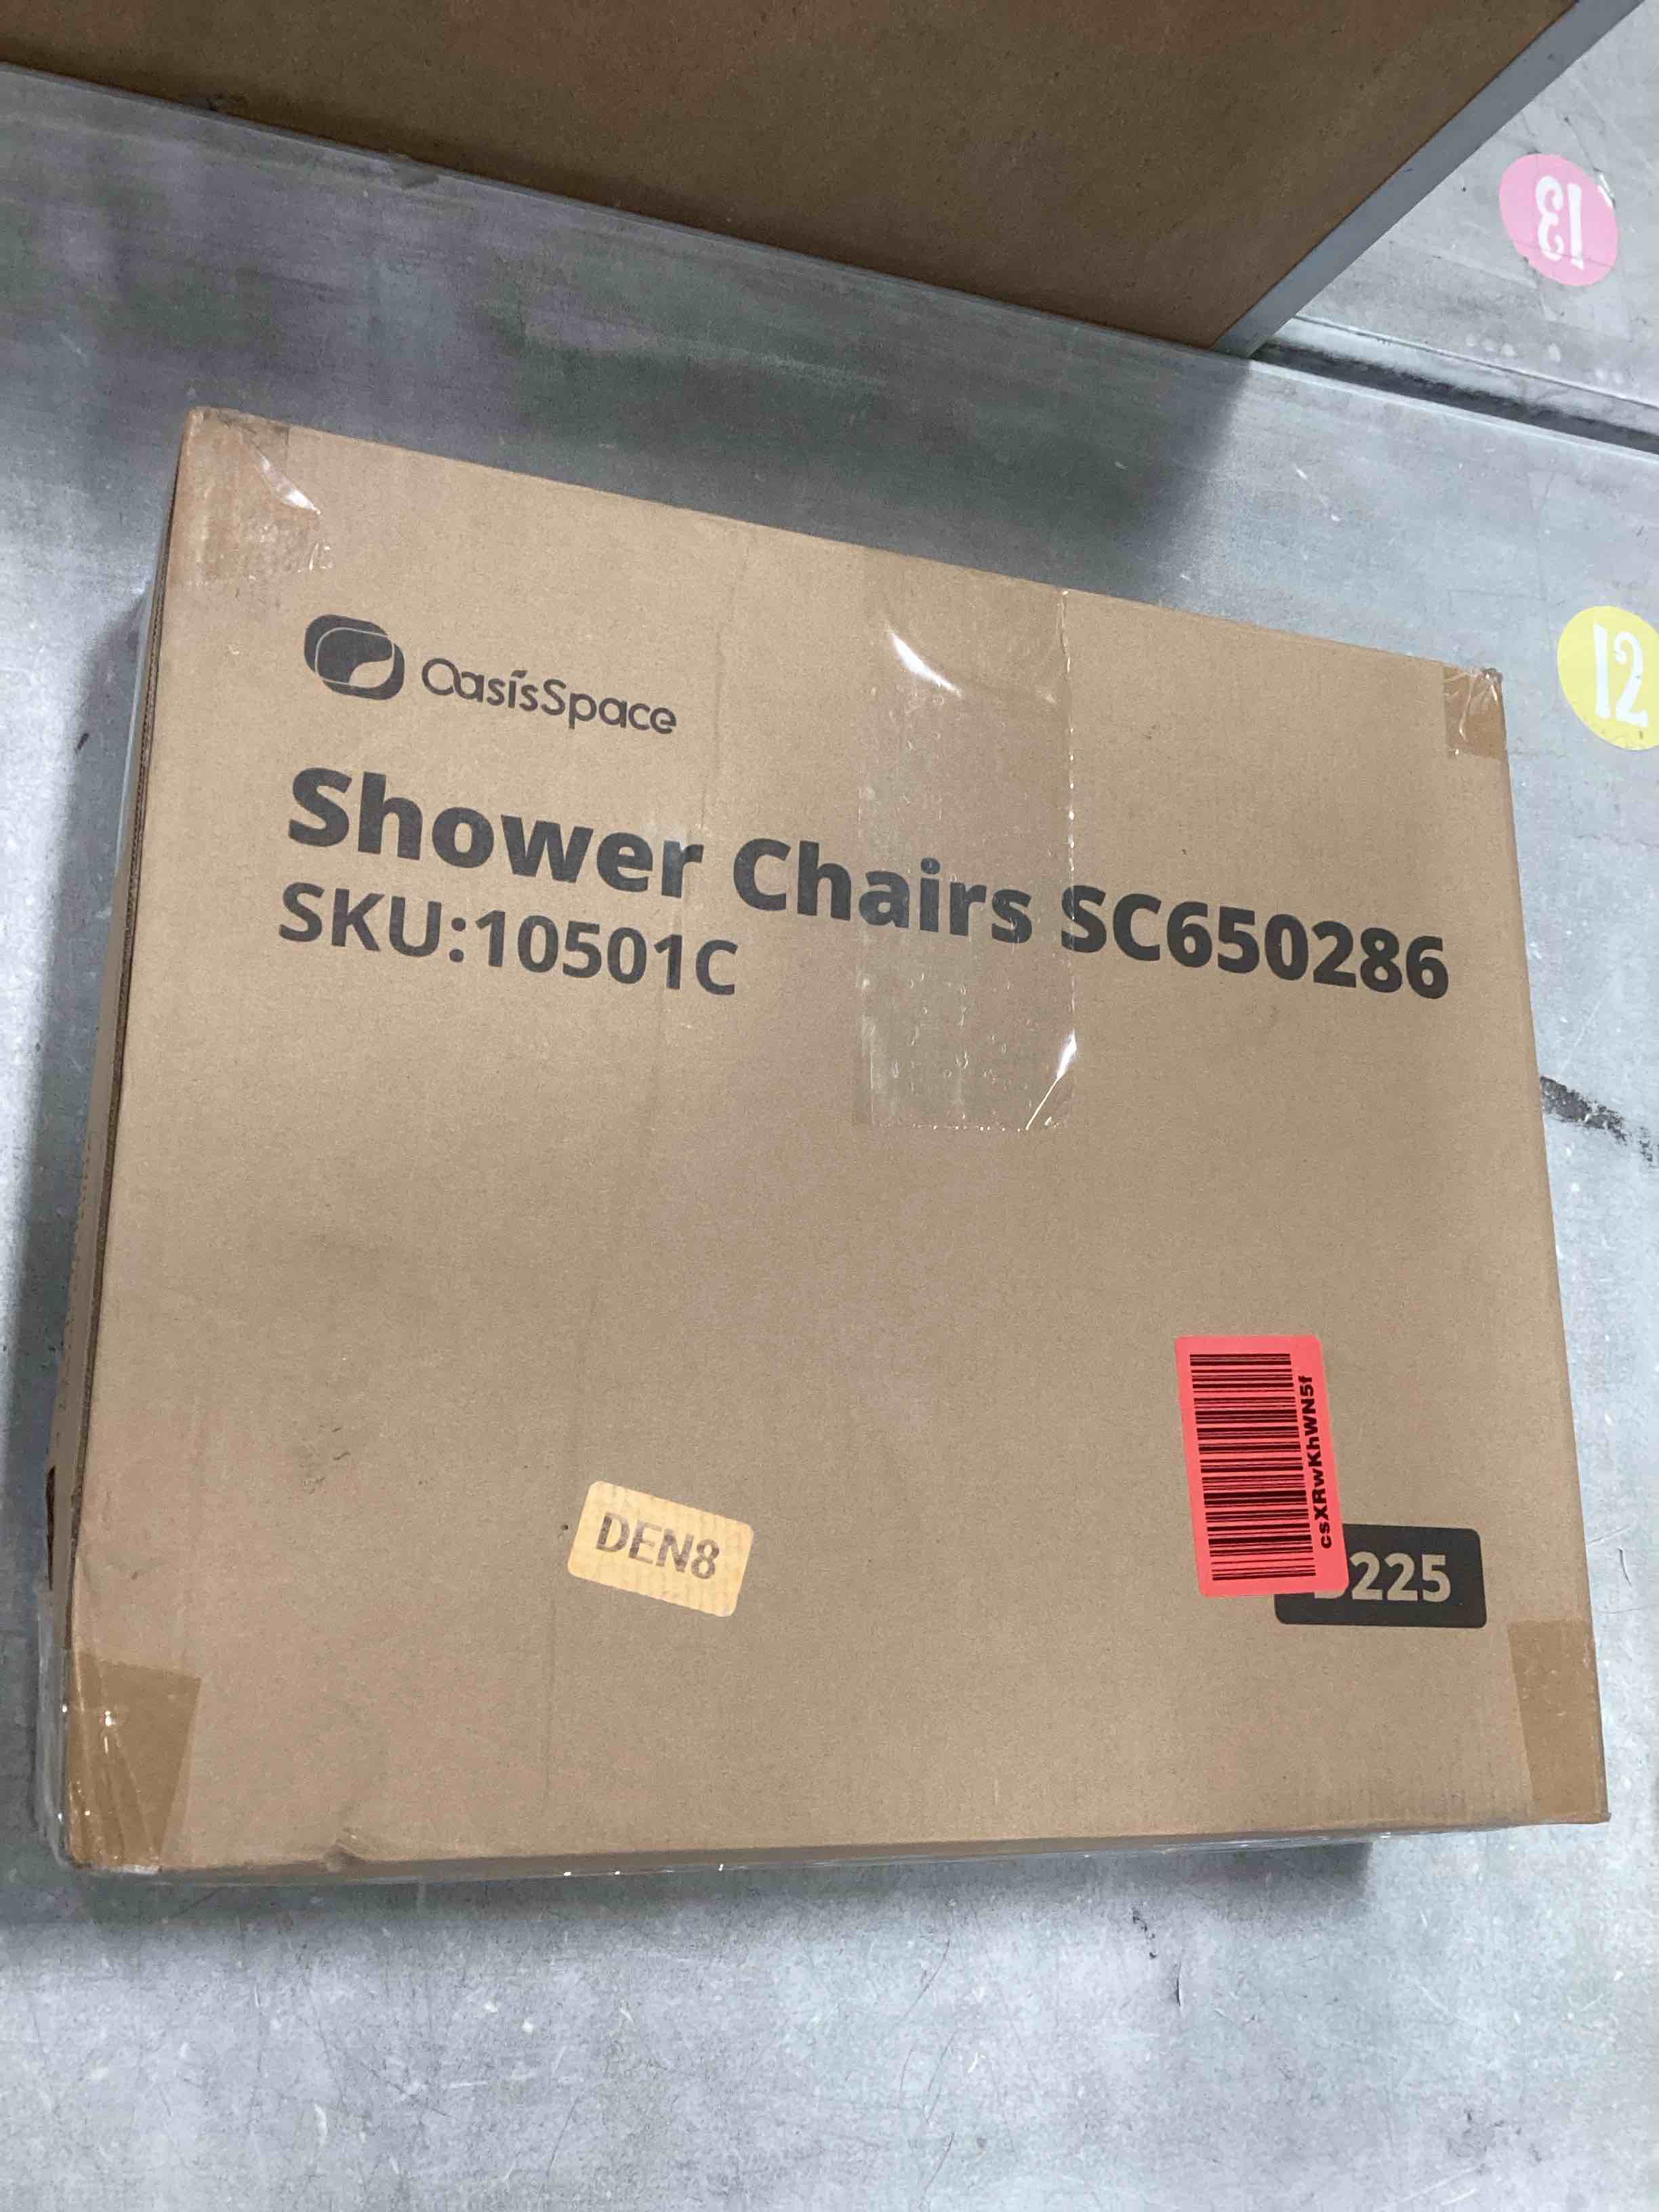 13
12
OasisSpace
Shower Chairs SC650286
SKU:10501C
csXRwKhWN5f
DEN8
225